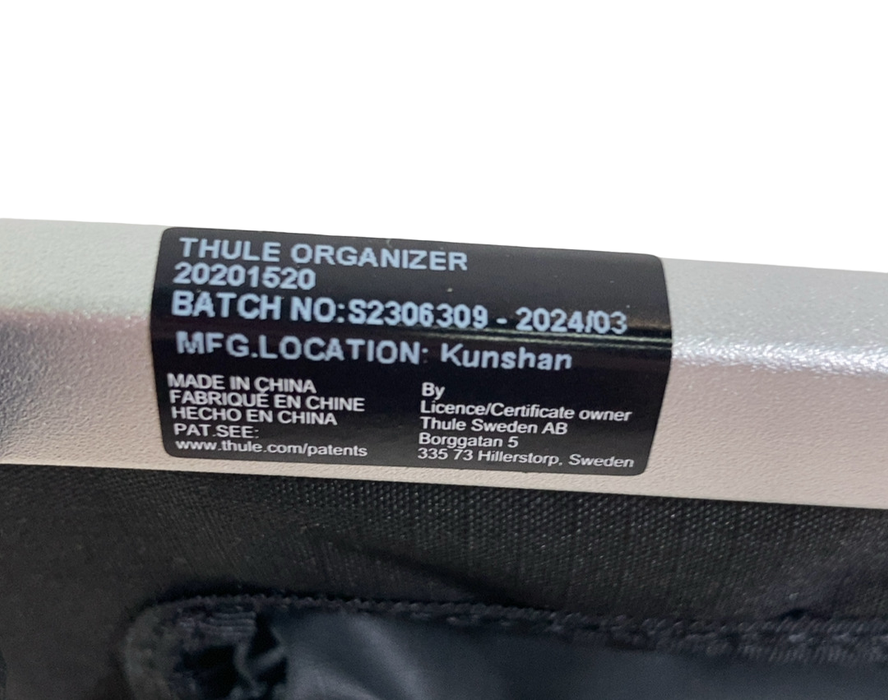 THULE ORGANIZER
20201520
BATCH NO:S2306309 - 2024/03
MFG.LOCATION: Kunshan
MADE IN CHINA
FABRIQUÉ EN CHINE
HECHO EN CHINA
PAT.SEE:
www.thule.com/patents
By
Licence/Certificate owner
Thule Sweden AB
Borggatan 5
335 73 Hillerstorp, Sweden